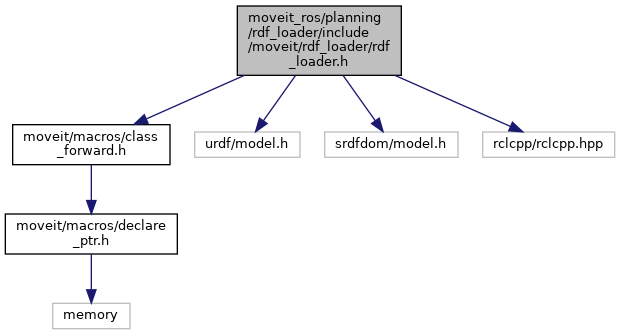 moveit_ros/planning
/rdf_loader/include
/moveit/rdf_loader/rdf
_loader.h
moveit/macros/class
_forward.h
urdf/model.h
srdfdom/model.h
rclcpp/rclcpp.hpp
moveit/macros/declare
_ptr.h
memory